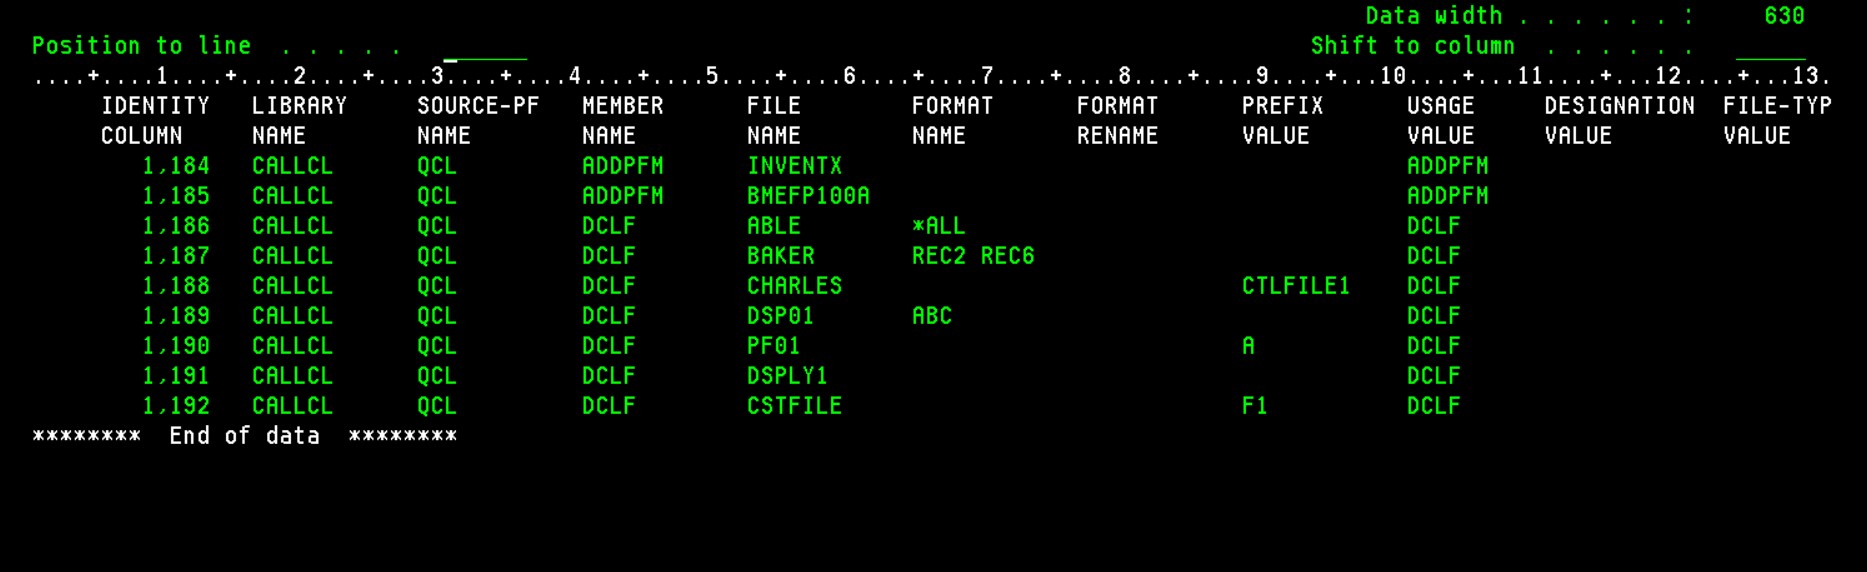 Data width . . . . . . : 630
Position to line . . . . . ______ Shift to column . . . . . . _____
....+....1....+....2....+....3....+....4....+....5....+....6....+....7....+....8....+....9....+...10....+...11....+...12....+...13.
IDENTITY LIBRARY SOURCE-PF MEMBER FILE FORMAT FORMAT PREFIX USAGE DESIGNATION FILE-TYP
COLUMN NAME NAME NAME NAME NAME RENAME VALUE VALUE VALUE VALUE
1,184 CALLCL QCL ADDPFM INVENTX ADDPFM
1,185 CALLCL QCL ADDPFM BMEFP100A ADDPFM
1,186 CALLCL QCL DCLF ABLE *ALL DCLF
1,187 CALLCL QCL DCLF BAKER REC2 REC6 DCLF
1,188 CALLCL QCL DCLF CHARLES CTLFILE1 DCLF
1,189 CALLCL QCL DCLF DSP01 ABC DCLF
1,190 CALLCL QCL DCLF PF01 A DCLF
1,191 CALLCL QCL DCLF DSPLY1 DCLF
1,192 CALLCL QCL DCLF CSTFILE F1 DCLF
******** End of data ********